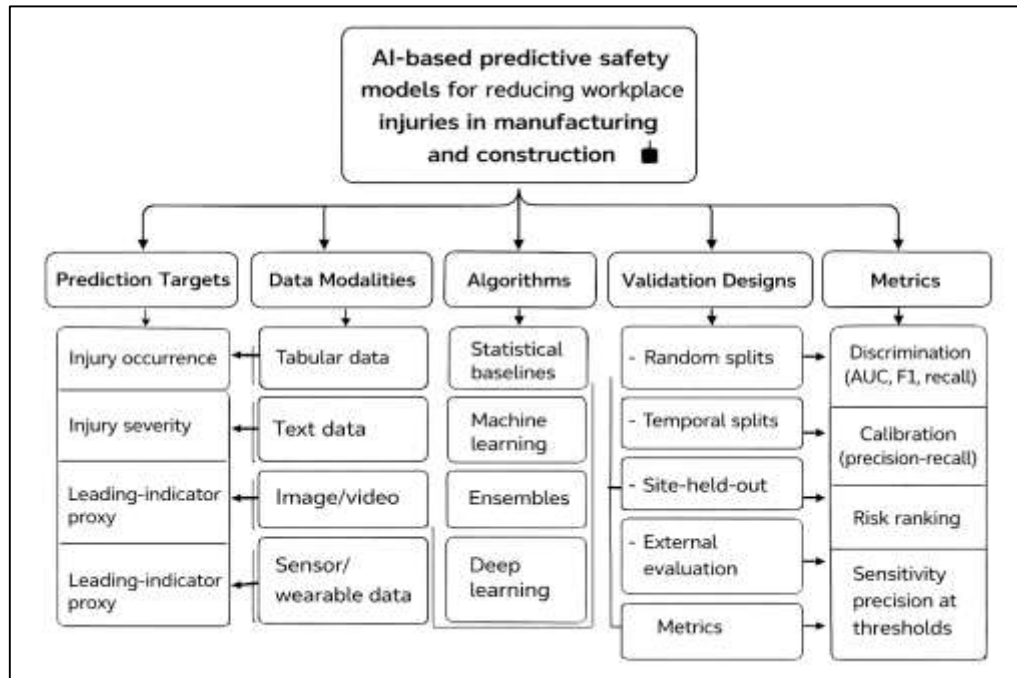 AI-based predictive safety
models for reducing workplace
injuries in manufacturing
and construction
Prediction Targets
Injury occurrence
Injury severity
Leading-indicator
proxy
Leading-indicator
proxy
Data Modalities
Tabular data
Text data
Image/video
Sensor/
wearable data
Algorithms
Statistical
baselines
Machine
learning
Ensembles
Deep
learning
Validation Designs
- Random splits
- Temporal splits
- Site-held-out
- External
evaluation
Metrics
Metrics
Discrimination
(AUC, F1, recall)
Calibration
(precision-recall)
Risk ranking
Sensitivity
precision at
thresholds